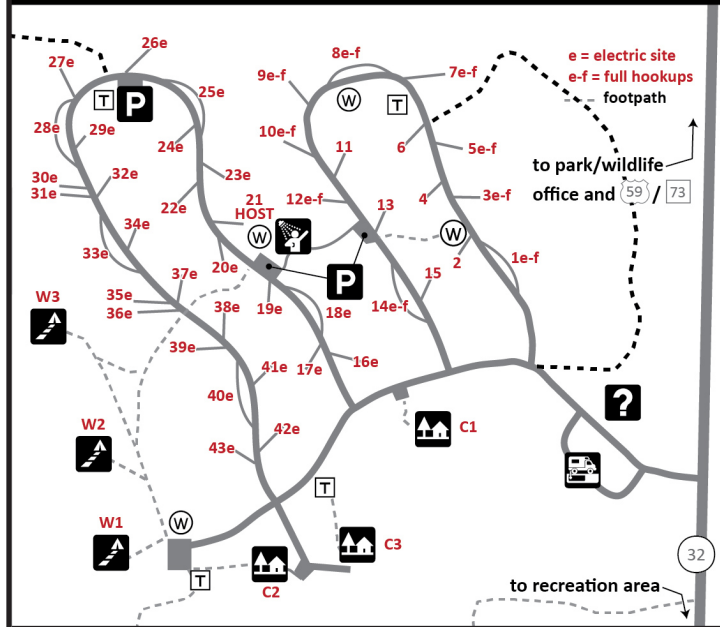 26e
8e-f
e = electric site
27e
7e-f
e-f = full hookups
9e-f
25e
footpath
T
P
W
T
28e
29e
10e-f
24e
11
6
5e-f
30e
32e
23e
to park/wildlife
31e
21
12e-f
4
3e-f
office and 59 / 73
22e
HOST
13
34e
W
W
33e
20e
2
1e-f
37e
P
15
W3
35e
38e
19e
18e
14e-f
36e
39e
16e
41e
17e
40e
?
W2
42e
C1
43e
T
W1
W
C3
32
T
C2
to recreation area